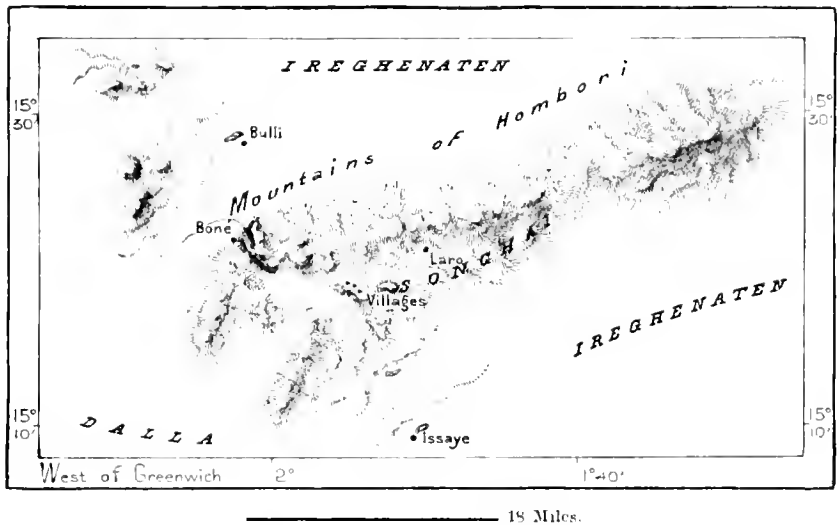 IREGHENATEN
15° 30'
15° 30'
Mountains of Hombori
Bulli
Bone
Laro
SONGHAI
Villages
IREGHENATEN
15° 10'
15° 10'
DALLA
Issaye
West of Greenwich 2° 1°40'
18 Miles.